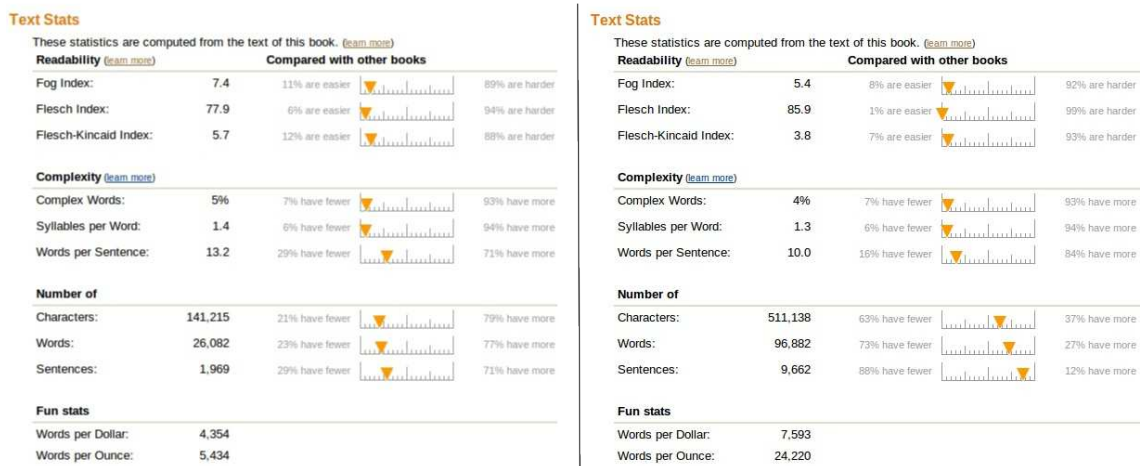 Text Stats
These statistics are computed from the text of this book. (learn more)
Readability (learn more) Compared with other books
Fog Index: 7.4 11% are easier 89% are harder
Flesch Index: 77.9 6% are easier 94% are harder
Flesch-Kincaid Index: 5.7 12% are easier 88% are harder
Complexity (learn more)
Complex Words: 5% 7% have fewer 93% have more
Syllables per Word: 1.4 6% have fewer 94% have more
Words per Sentence: 13.2 29% have fewer 71% have more
Number of
Characters: 141,215 21% have fewer 79% have more
Words: 26,082 23% have fewer 77% have more
Sentences: 1,969 29% have fewer 71% have more
Fun stats
Words per Dollar: 4,354
Words per Ounce: 5,434
Text Stats
These statistics are computed from the text of this book. (learn more)
Readability (learn more) Compared with other books
Fog Index: 5.4 8% are easier 92% are harder
Flesch Index: 85.9 1% are easier 99% are harder
Flesch-Kincaid Index: 3.8 7% are easier 93% are harder
Complexity (learn more)
Complex Words: 4% 7% have fewer 93% have more
Syllables per Word: 1.3 6% have fewer 94% have more
Words per Sentence: 10.0 16% have fewer 84% have more
Number of
Characters: 511,138 63% have fewer 37% have more
Words: 96,882 73% have fewer 27% have more
Sentences: 9,662 88% have fewer 12% have more
Fun stats
Words per Dollar: 7,593
Words per Ounce: 24,220